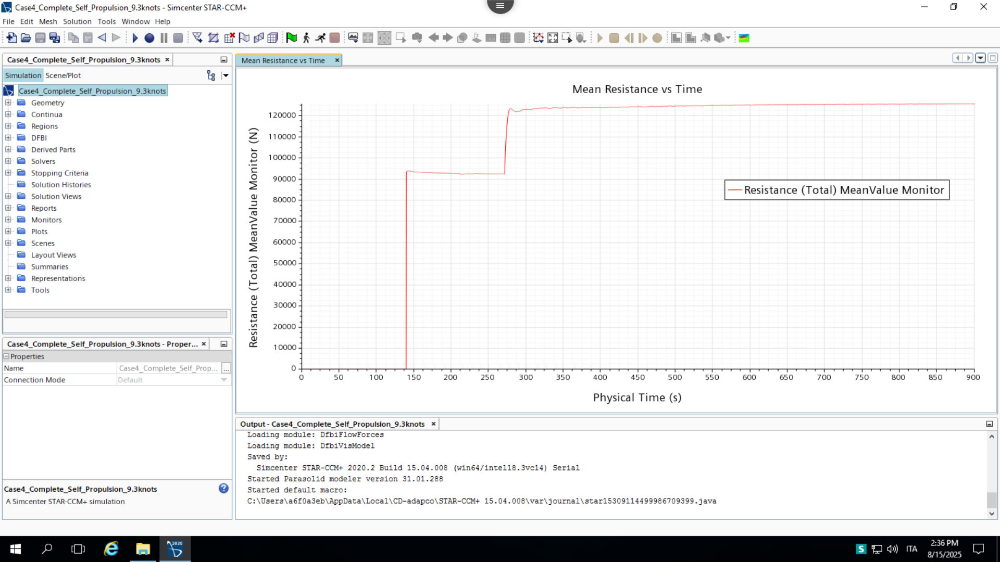 Case4_Complete_Self_Propulsion_9.3knots - Simcenter STAR-CCM+
File Edit Mesh Solution Tools Window Help
Case4_Complete_Self_Propulsion_9.3knots
Simulation Scene/Plot
Case4_Complete_Self_Propulsion_9.3knots
Geometry
Continua
Regions
DFBI
Derived Parts
Solvers
Stopping Criteria
Solution Histories
Solution Views
Reports
Monitors
Plots
Scenes
Layout Views
Summaries
Representations
Tools
Case4_Complete_Self_Propulsion_9.3knots - Proper...
Properties
Name Case4_Complete_Self_Prop... ...
Connection Mode Default
Case4_Complete_Self_Propulsion_9.3knots
A Simcenter STAR-CCM+ simulation
Mean Resistance vs Time
Mean Resistance vs Time
Resistance (Total) MeanValue Monitor (N)
120000
110000
100000
90000
80000
70000
60000
50000
40000
30000
20000
10000
0
Resistance (Total) MeanValue Monitor
0 50 100 150 200 250 300 350 400 450 500 550 600 650 700 750 800 850 900
Physical Time (s)
Output - Case4_Complete_Self_Propulsion_9.3knots
Loading module: DfbiFlowForces
Loading module: DfbiVisModel
Saved by:
Simcenter STAR-CCM+ 2020.2 Build 15.04.008 (win64/intel18.3vc14) Serial
Started Parasolid modeler version 31.01.288
Started default macro:
C:\Users\a6f0a3eb\AppData\Local\CD-adapco\STAR-CCM+ 15.04.008\var\journal\star15309114499986709399.java
2020
S
ITA
2:36 PM
8/15/2025